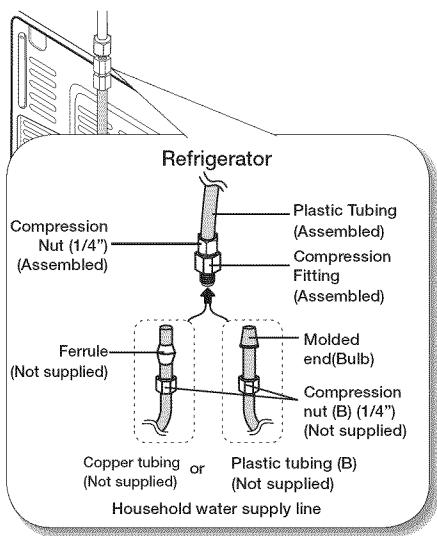 Refrigerator
Plastic Tubing
(Assembled)
Compression
Nut (1/4”)
(Assembled)
Compression
Fitting
(Assembled)
Ferrule
(Not supplied)
Molded
end(Bulb)
Compression
nut (B) (1/4”)
(Not supplied)
Copper tubing
(Not supplied)
or
Plastic tubing (B)
(Not supplied)
Household water supply line